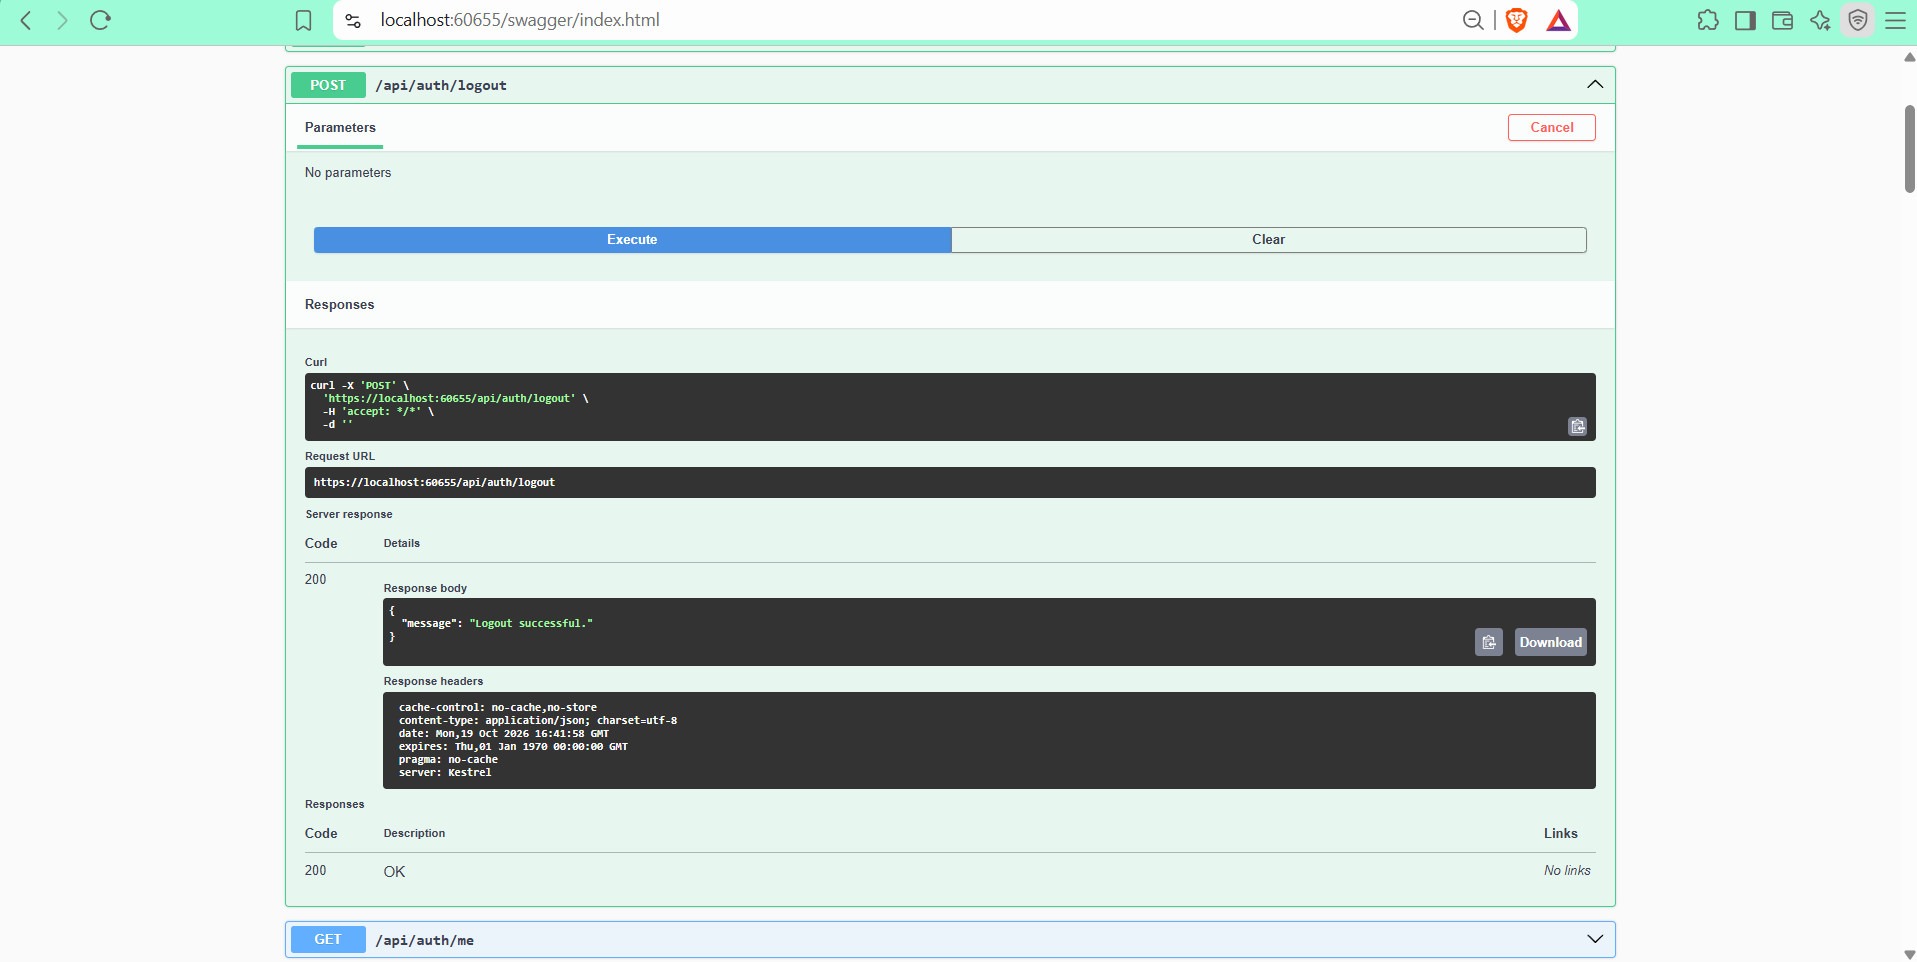 localhost:60655/swagger/index.html
POST /api/auth/logout
Parameters
Cancel
No parameters
Execute
Clear
Responses
Curl
curl -X 'POST' \
'https://localhost:60655/api/auth/logout' \
-H 'accept: */*' \
-d ''
Request URL
https://localhost:60655/api/auth/logout
Server response
Code Details
200
Response body
{
"message": "Logout successful."
}
Download
Response headers
cache-control: no-cache,no-store
content-type: application/json; charset=utf-8
date: Mon,19 Oct 2026 16:41:58 GMT
expires: Thu,01 Jan 1970 00:00:00 GMT
pragma: no-cache
server: Kestrel
Responses
Code Description Links
200 OK No links
GET /api/auth/me